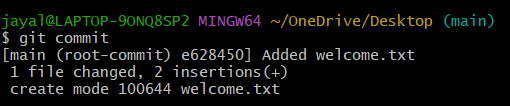 jayal@LAPTOP-9ONQ8SP2 MINGW64 ~/OneDrive/Desktop (main)
$ git commit
[main (root-commit) e628450] Added welcome.txt
 1 file changed, 2 insertions(+)
 create mode 100644 welcome.txt